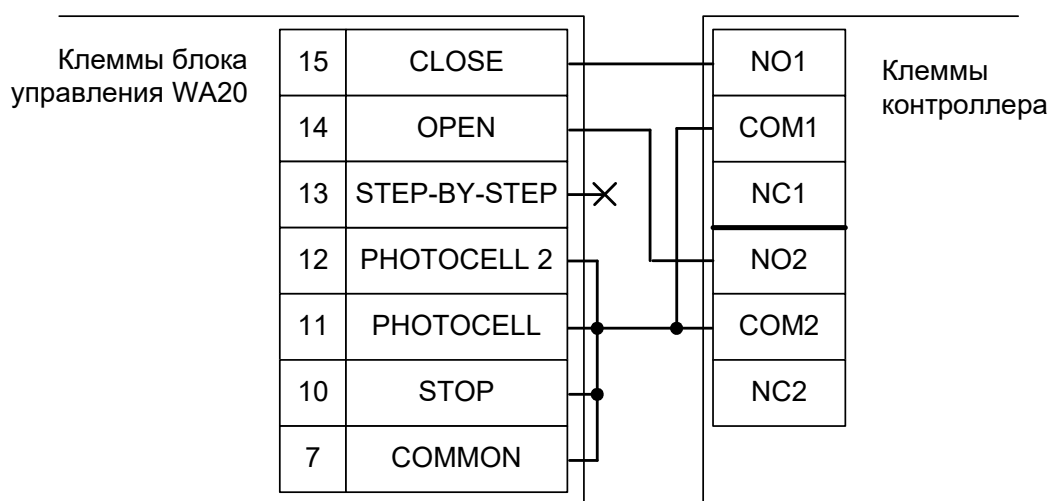 Клеммы блока
управления WA20
15 CLOSE
14 OPEN
13 STEP-BY-STEP
12 PHOTOCELL 2
11 PHOTOCELL
10 STOP
7 COMMON
NO1
COM1
NC1
NO2
COM2
NC2
Клеммы
контроллера